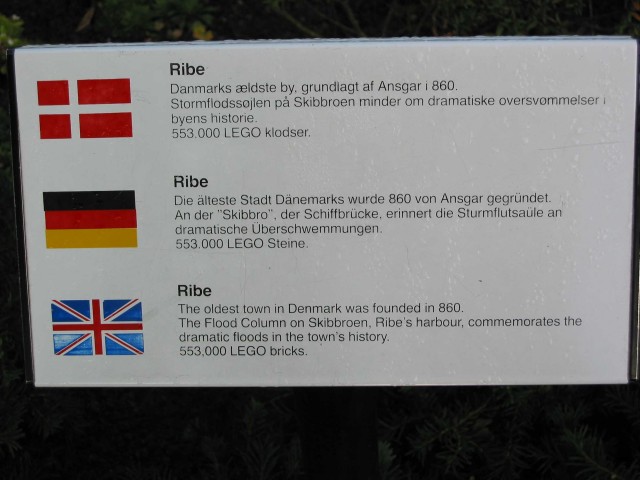 Ribe
Danmarks ældste by, grundlagt af Ansgar i 860.
Stormflodssøjlen på Skibbroen minder om dramatiske oversvømmelser i
byens historie.
553.000 LEGO klodser.
Ribe
Die älteste Stadt Dänemarks wurde 860 von Ansgar gegründet.
An der "Skibbro", der Schiffbrücke, erinnert die Sturmflutsäule an
dramatische Überschwemmungen.
553.000 LEGO Steine.
Ribe
The oldest town in Denmark was founded in 860.
The Flood Column on Skibbroen, Ribe's harbour, commemorates the
dramatic floods in the town's history.
553,000 LEGO bricks.